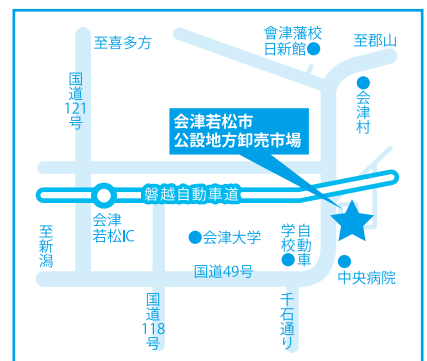 至喜多方
會津藩校
日新館
至郡山
国道
121
号
会津村
会津若松市
公設地方卸売市場
磐越自動車道
会津
若松IC
至新潟
会津大学
自動車
学校
国道49号
中央病院
国道
118
号
千石通り